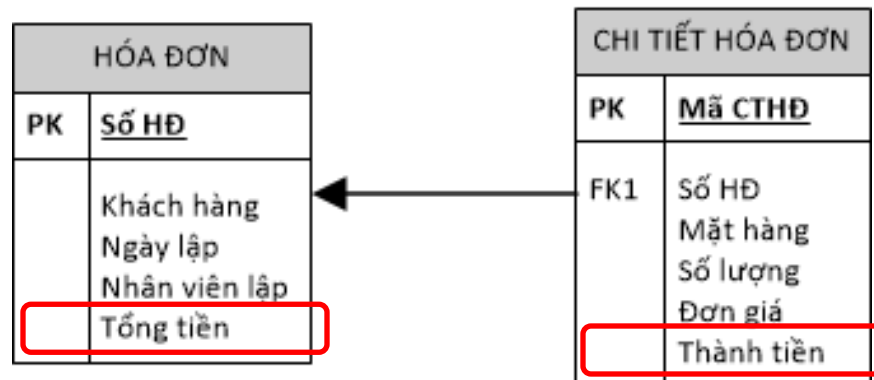 HÓA ĐƠN
PK Số HĐ
Khách hàng
Ngày lập
Nhân viên lập
Tổng tiền
CHI TIẾT HÓA ĐƠN
PK Mã CTHĐ
FK1 Số HĐ
Mặt hàng
Số lượng
Đơn giá
Thành tiền